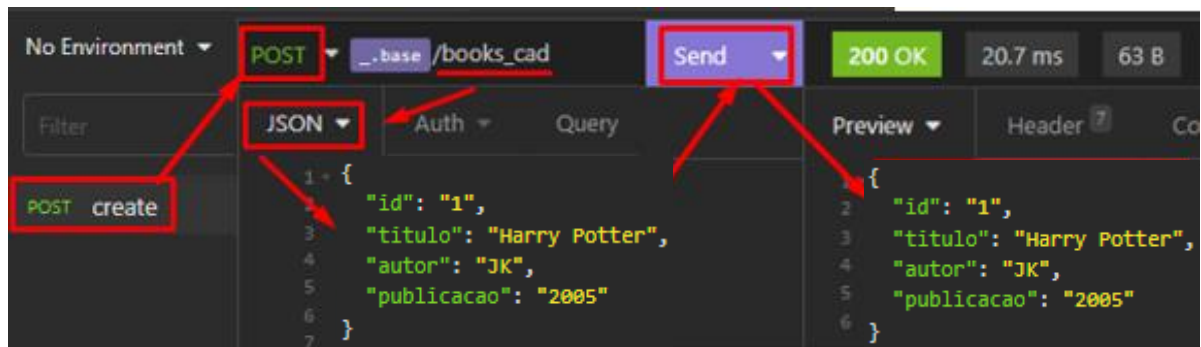 No Environment
POST _.base /books_cad Send 200 OK 20.7 ms 63 B
Filter
JSON Auth Query
Preview Header 7
POST create
1 {
"id": "1",
3 "titulo": "Harry Potter",
4 "autor": "JK",
5 "publicacao": "2005"
6 }
7
{
2 "id": "1",
3 "titulo": "Harry Potter",
4 "autor": "JK",
5 "publicacao": "2005"
6 }